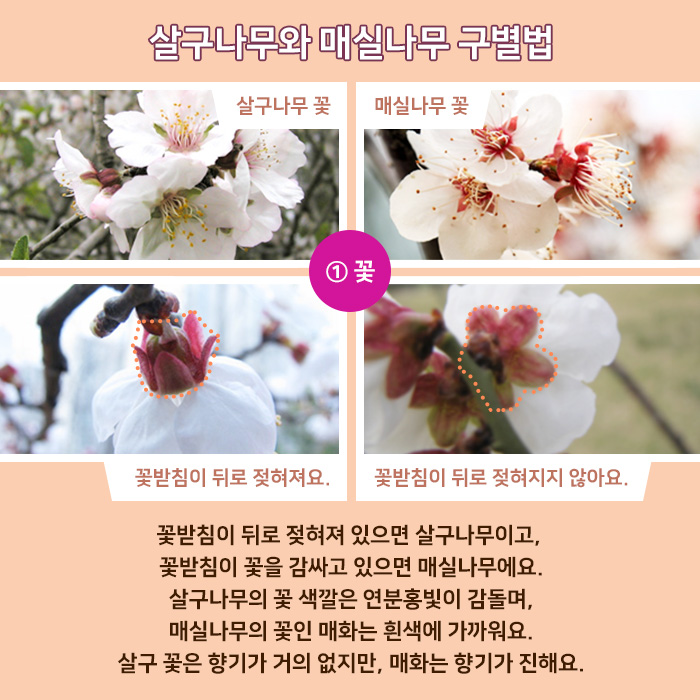 살구나무와 매실나무 구별법
살구나무 꽃
매실나무 꽃
① 꽃
꽃받침이 뒤로 젖혀져요.
꽃받침이 뒤로 젖혀지지 않아요.
꽃받침이 뒤로 젖혀져 있으면 살구나무이고,
꽃받침이 꽃을 감싸고 있으면 매실나무에요.
살구나무의 꽃 색깔은 연분홍빛이 감돌며,
매실나무의 꽃인 매화는 흰색에 가까워요.
살구 꽃은 향기가 거의 없지만, 매화는 향기가 진해요.